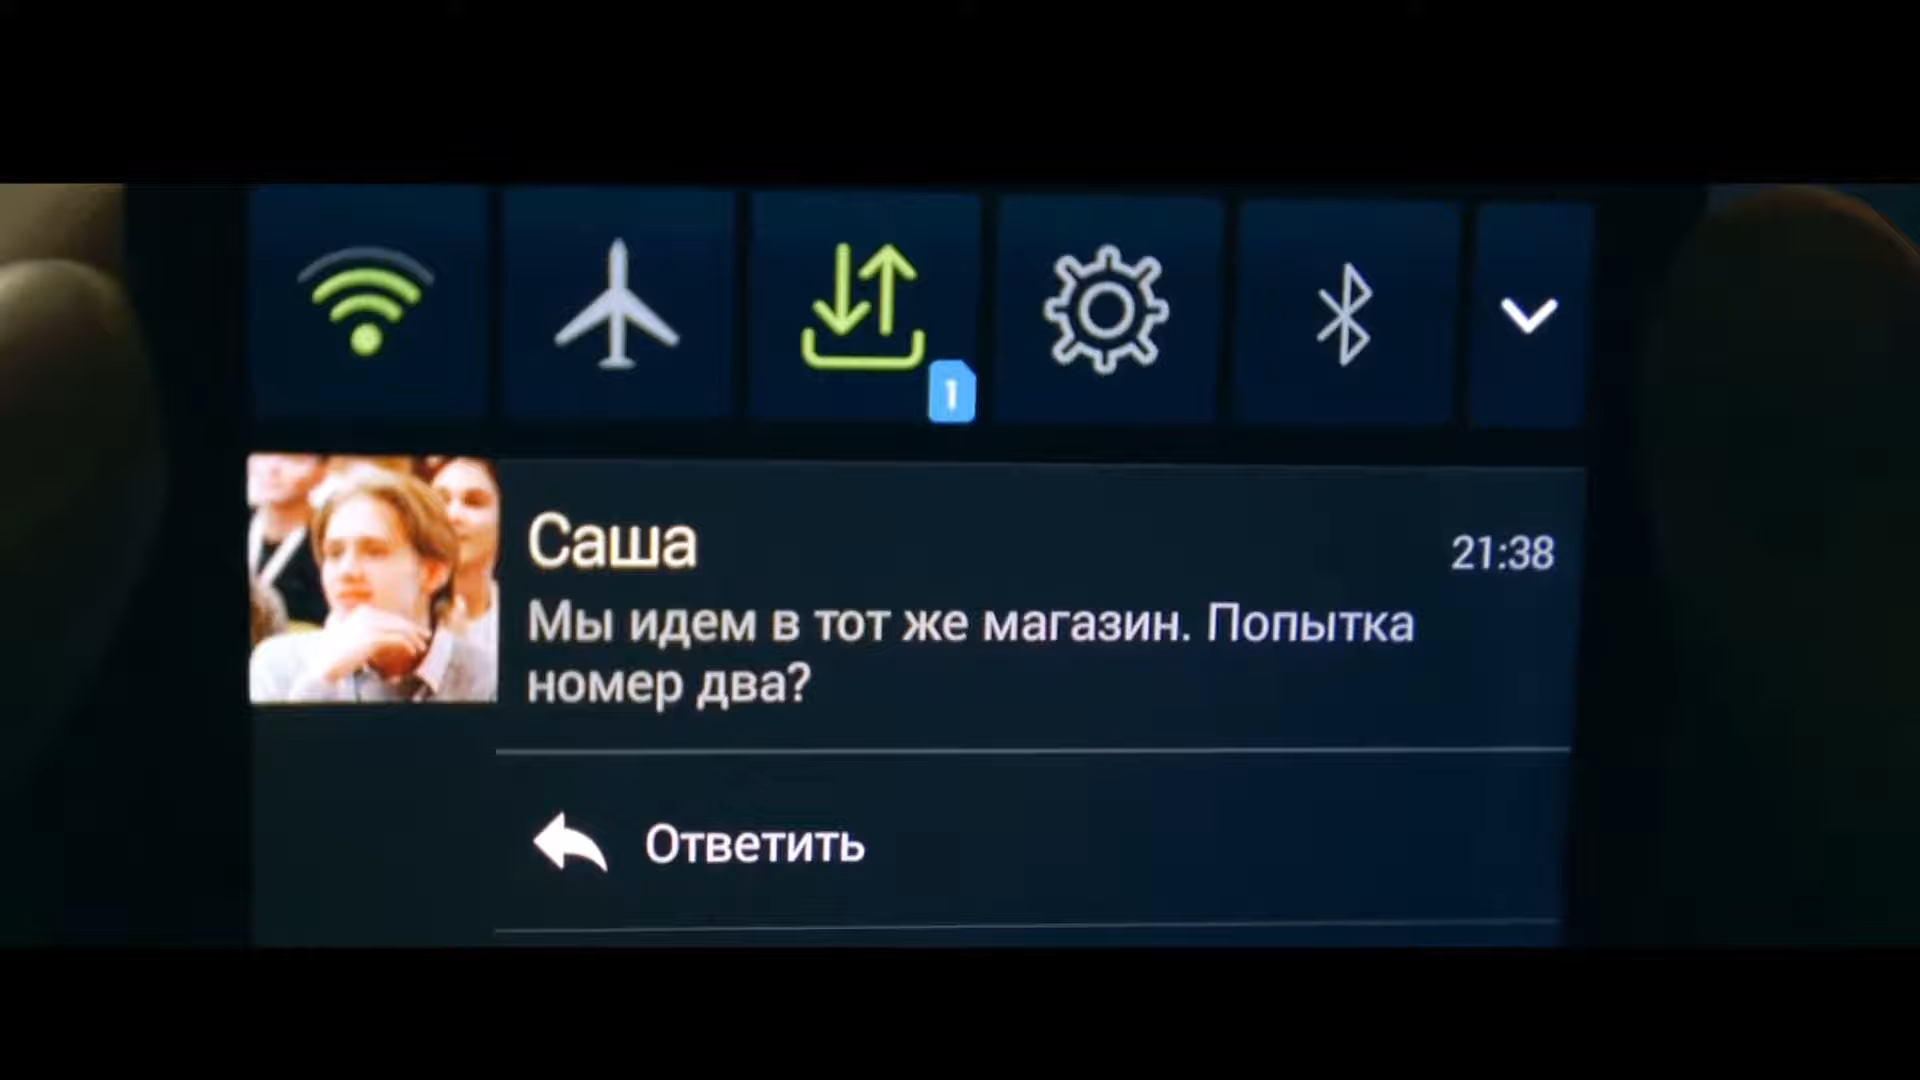 1
Саша
21:38
Мы идем в тот же магазин. Попытка
номер два?
Ответить